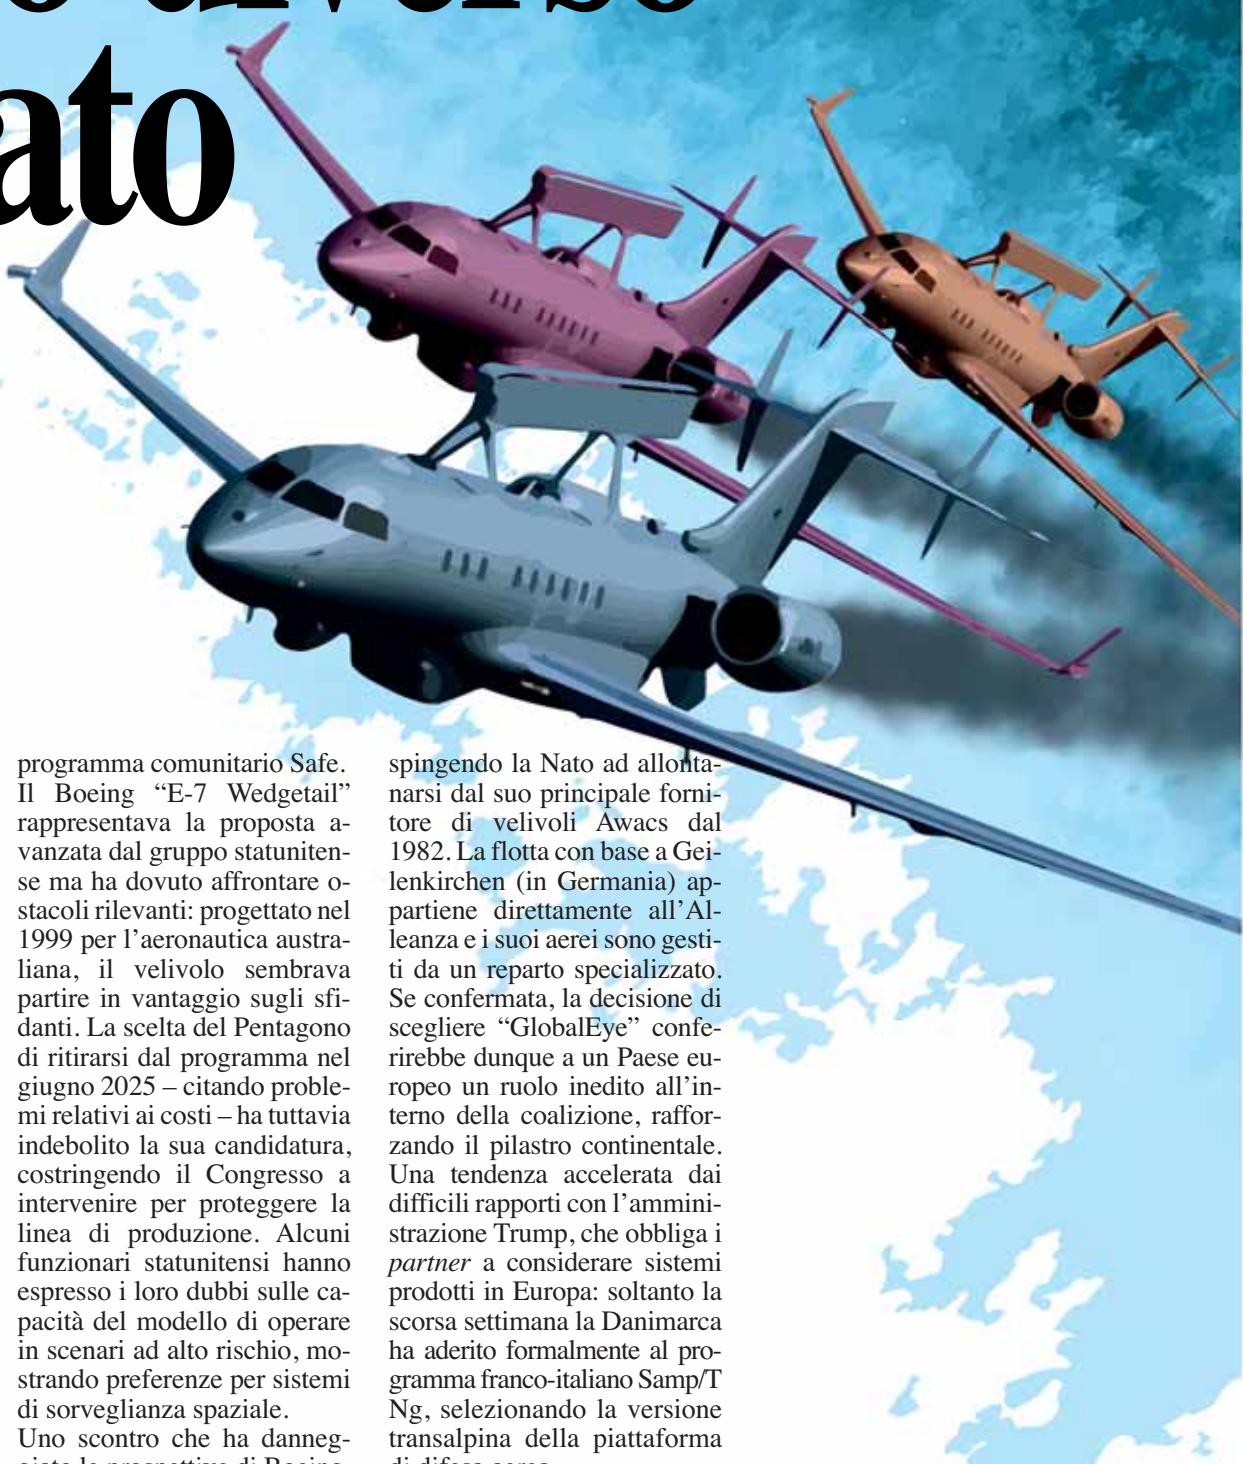 diverso
ato
programma comunitario Safe.
Il Boeing “E-7 Wedgetail”
rappresentava la proposta a-
vanzata dal gruppo statuniten-
se ma ha dovuto affrontare o-
stacoli rilevanti: progettato nel
1999 per l’aeronautica austra-
liana, il velivolo sembrava
partire in vantaggio sugli sfi-
danti. La scelta del Pentagono
di ritirarsi dal programma nel
giugno 2025 – citando proble-
mi relativi ai costi – ha tuttavia
indebolito la sua candidatura,
costringendo il Congresso a
intervenire per proteggere la
linea di produzione. Alcuni
funzionari statunitensi hanno
espresso i loro dubbi sulle ca-
pacità del modello di operare
in scenari ad alto rischio, mo-
strando preferenze per sistemi
di sorveglianza spaziale.
Uno scontro che ha danneg-
giato le prospettive di Boeing,
spingendo la Nato ad allonta-
narsi dal suo principale forni-
tore di velivoli Awacs dal
1982. La flotta con base a Gei-
lenkirchen (in Germania) ap-
partiene direttamente all’Al-
leanza e i suoi aerei sono gesti-
ti da un reparto specializzato.
Se confermata, la decisione di
scegliere “GlobalEye” confe-
rirebbe dunque a un Paese eu-
ropeo un ruolo inedito all’in-
terno della coalizione, raffor-
zando il pilastro continentale.
Una tendenza accelerata dai
difficili rapporti con l’ammini-
strazione Trump, che obbliga i
partner a considerare sistemi
prodotti in Europa: soltanto la
scorsa settimana la Danimarca
ha aderito formalmente al pro-
gramma franco-italiano Samp/T
Ng, selezionando la versione
transalpina della piattaforma
di difesa aerea.